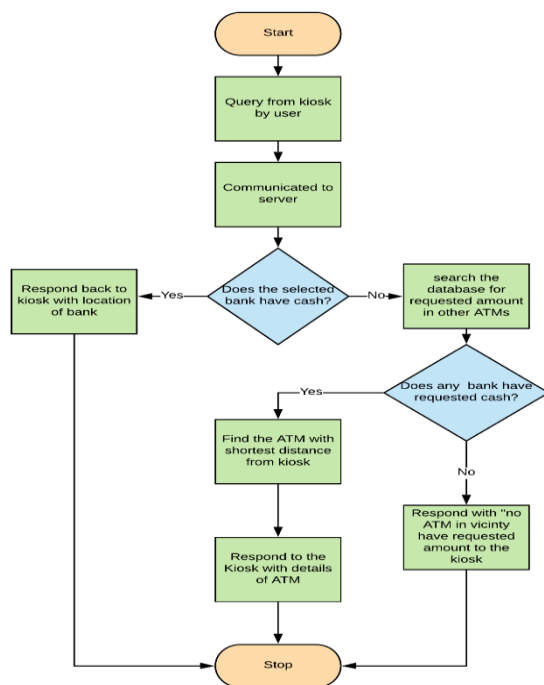 Start
Query from kiosk
by user
Communicated to
server
Does the selected
bank have cash?
Yes
No
Respond back to
kiosk with location
of bank
search the
database for
requested amount
in other ATMs
Does any bank have
requested cash?
Yes
No
Find the ATM with
shortest distance
from kiosk
Respond to the
Kiosk with details
of ATM
Respond with "no
ATM in vicinty
have requested
amount to the
kiosk
Stop